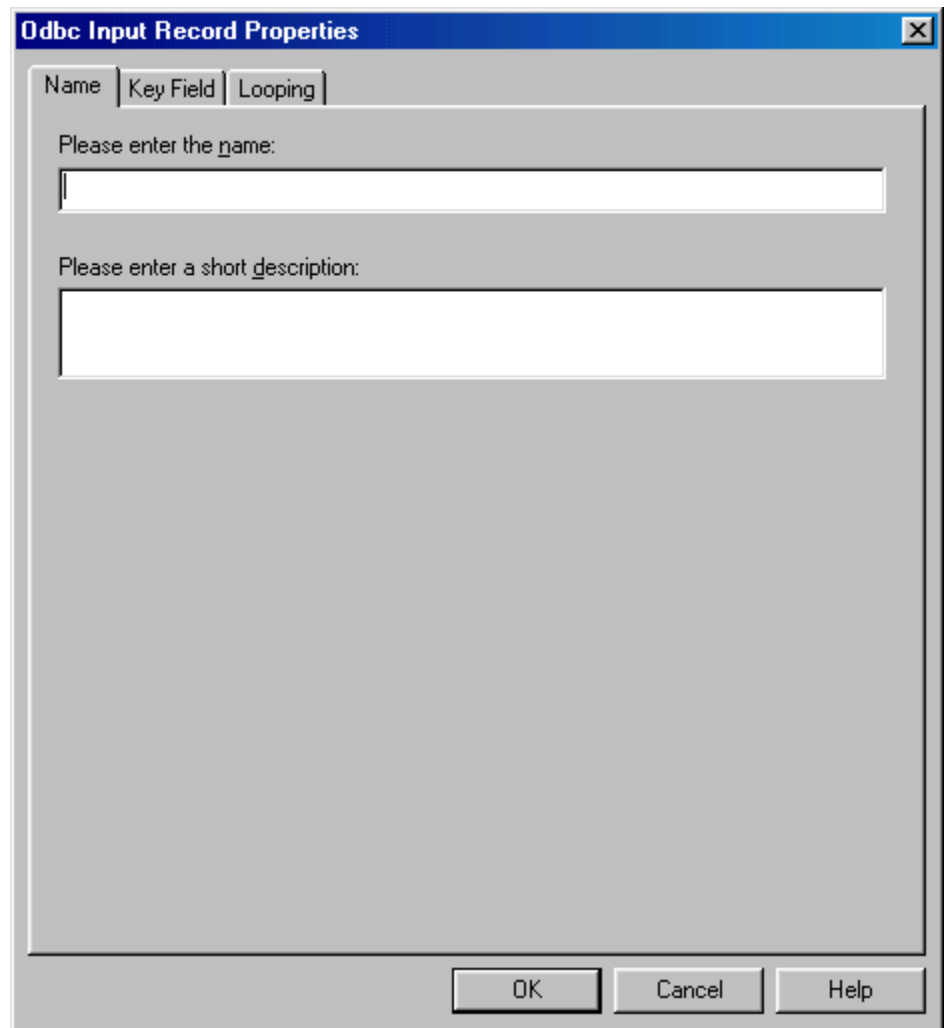 Odbc Input Record Properties
Name Key Field Looping
Please enter the name:
Please enter a short description:
OK Cancel Help